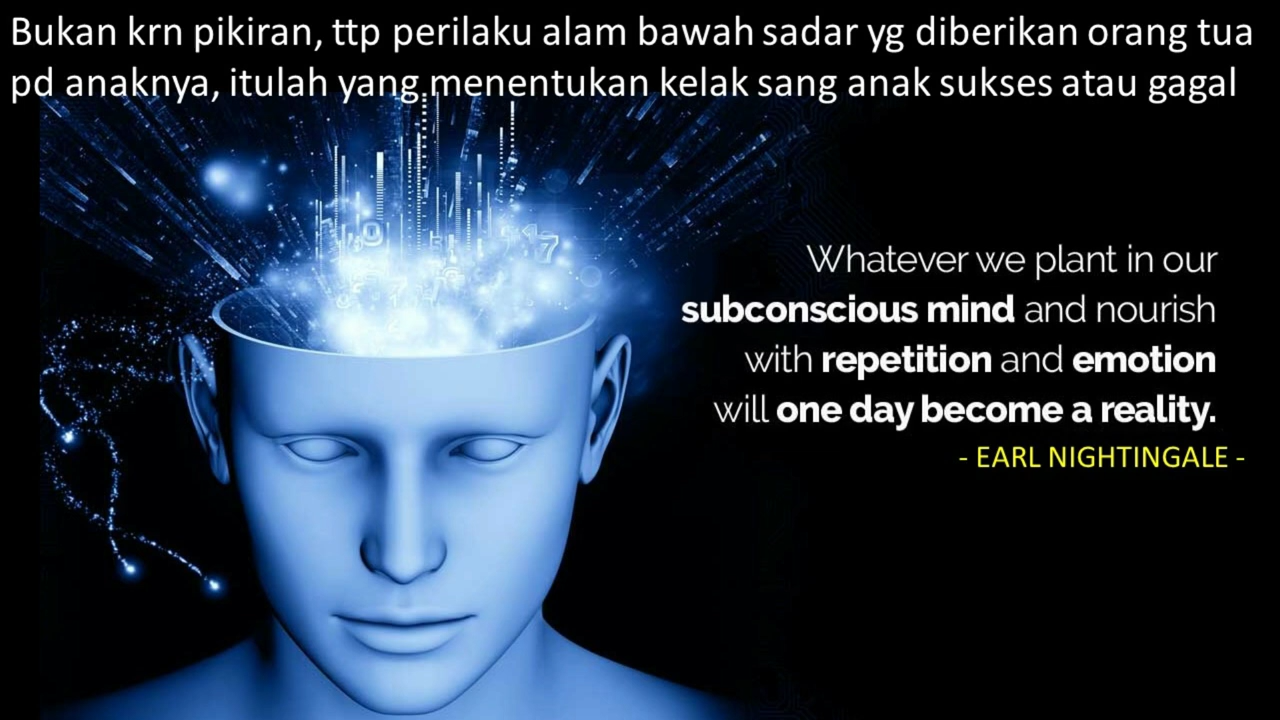 Bukan krn pikiran, ttp perilaku alam bawah sadar yg diberikan orang tua
pd anaknya, itulah yang menentukan kelak sang anak sukses atau gagal
Whatever we plant in our
subconscious mind and nourish
with repetition and emotion
will one day become a reality.
- EARL NIGHTINGALE -